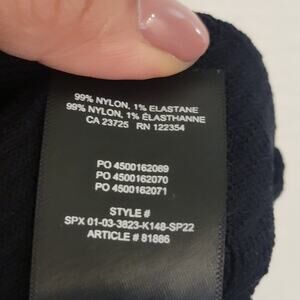 99% NYLON, 1% ELASTANE
99% NYLON, 1% ÉLASTHANNE
CA 23725 RN 122354
PO 4500162069
PO 4500162070
PO 4500162071
STYLE #
SPX 01-03-3823-K148-SP22
ARTICLE # 81886